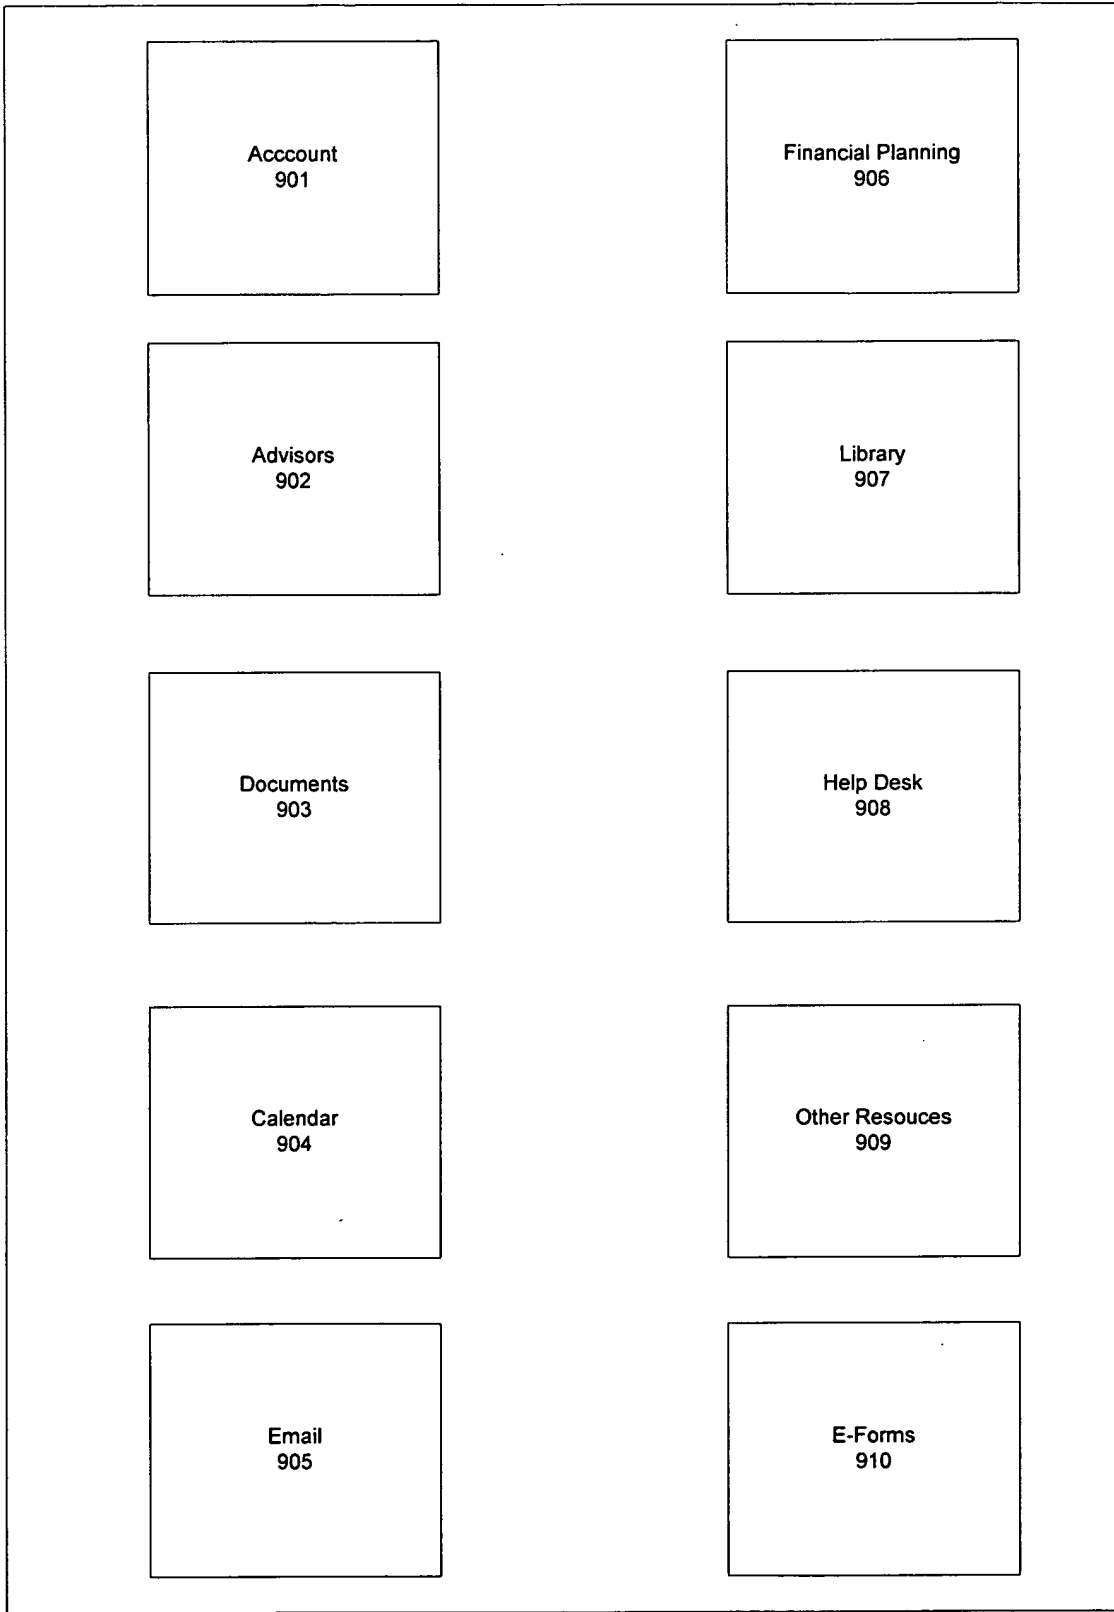 Acccount
901
Financial Planning
906
Advisors
902
Library
907
Documents
903
Help Desk
908
Calendar
904
Other Resouces
909
Email
905
E-Forms
910